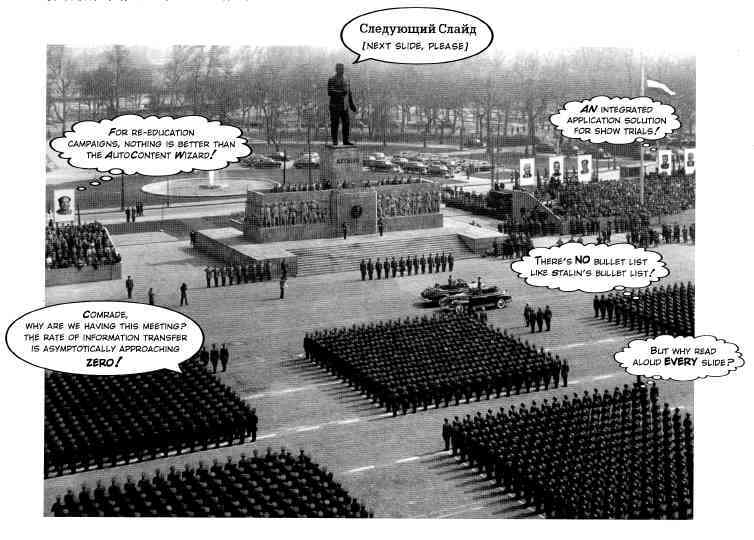 Следующий Слайд
[NEXT SLIDE, PLEASE]
FOR RE-EDUCATION
CAMPAIGNS, NOTHING IS BETTER THAN
THE AUTOCONTENT WIZARD!
AN INTEGRATED
APPLICATION SOLUTION
FOR SHOW TRIALS!
THERE'S NO BULLET LIST
LIKE STALIN'S BULLET LIST!
COMRADE,
WHY ARE WE HAVING THIS MEETING?
THE RATE OF INFORMATION TRANSFER
IS ASYMPTOTICALLY APPROACHING
ZERO!
BUT WHY READ
ALOUD EVERY SLIDE?